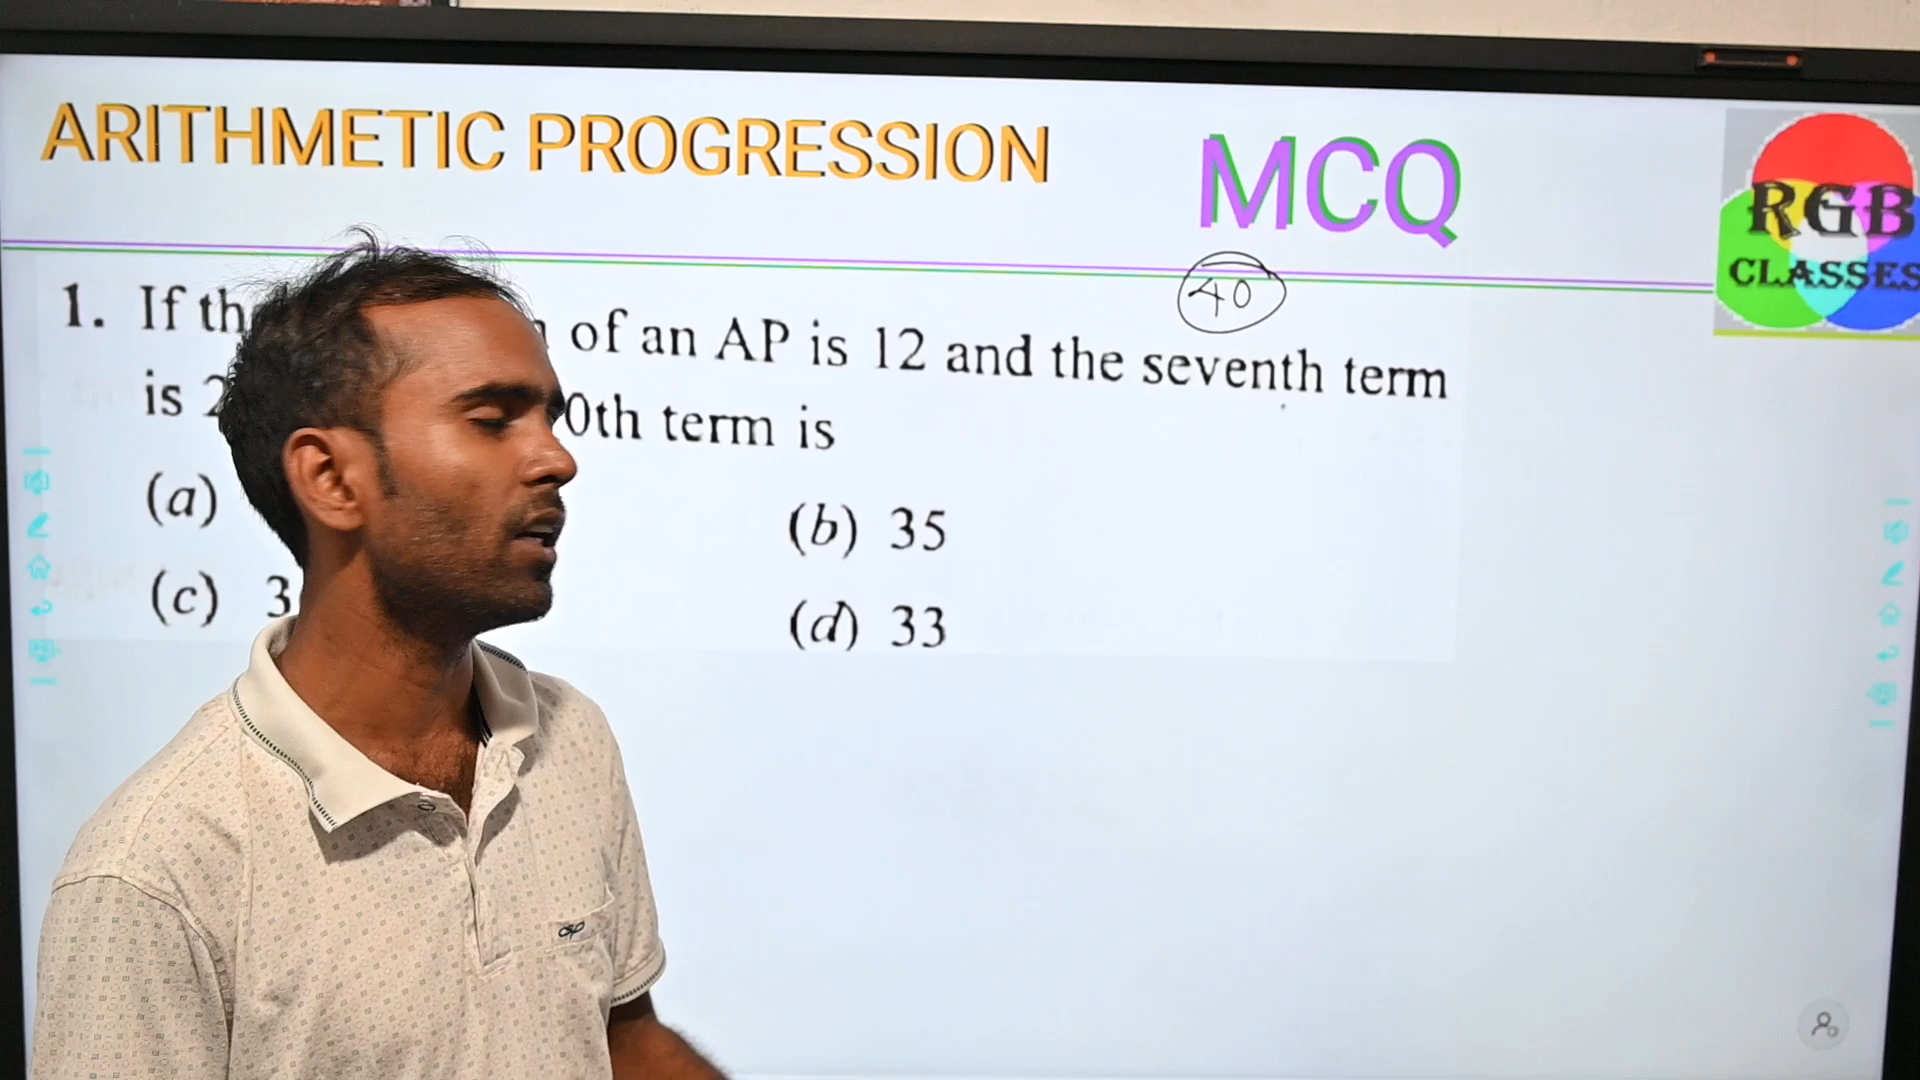 ARITHMETIC PROGRESSION
MCQ
RGB
CLASSES
40
1. If of an AP is 12 and the seventh term
is 0th term is
(a)
(b) 35
(c) 3
(d) 33